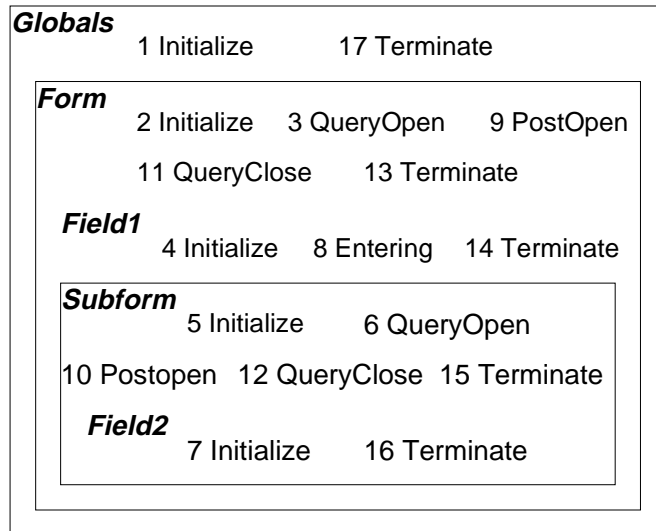 Globals
1 Initialize 17 Terminate
Form
2 Initialize 3 QueryOpen 9 PostOpen
11 QueryClose 13 Terminate
Field1
4 Initialize 8 Entering 14 Terminate
Subform
5 Initialize 6 QueryOpen
10 Postopen 12 QueryClose 15 Terminate
Field2
7 Initialize 16 Terminate